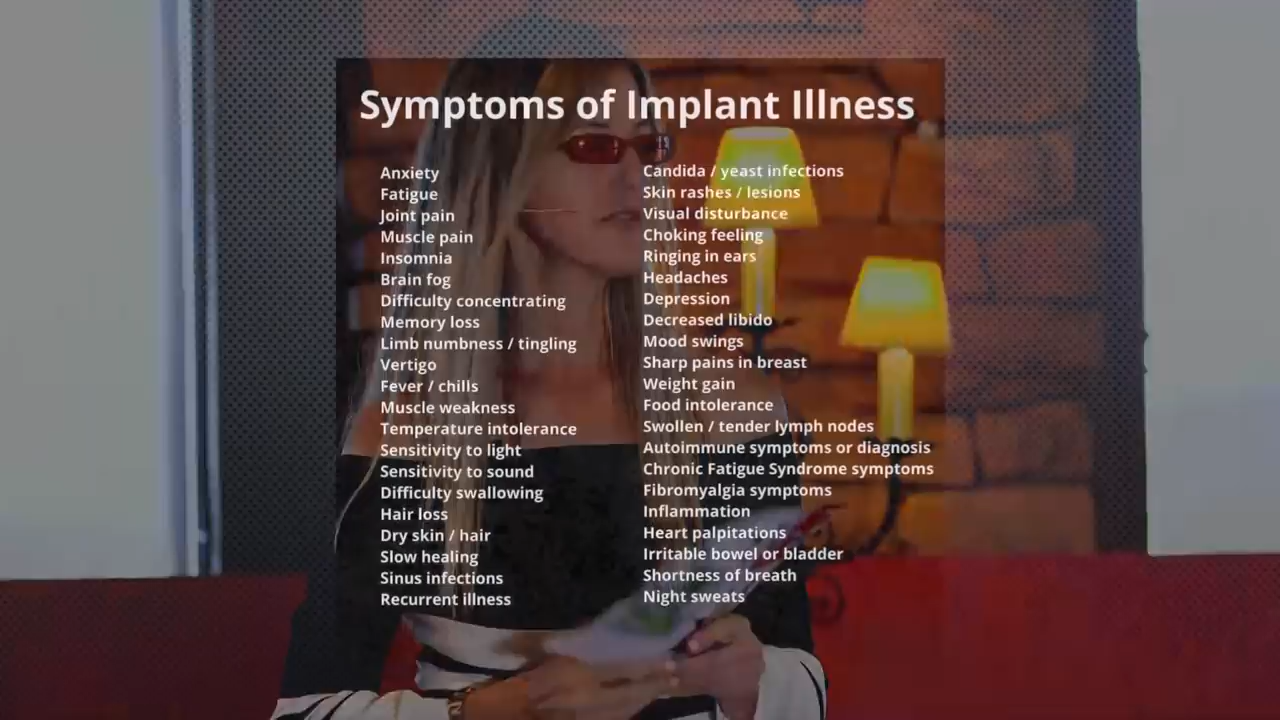 Symptoms of Implant Illness
Anxiety
Fatigue
Joint pain
Muscle pain
Insomnia
Brain fog
Difficulty concentrating
Memory loss
Limb numbness / tingling
Vertigo
Fever / chills
Muscle weakness
Temperature intolerance
Sensitivity to light
Sensitivity to sound
Difficulty swallowing
Hair loss
Dry skin / hair
Slow healing
Sinus infections
Recurrent illness
Candida / yeast infections
Skin rashes / lesions
Visual disturbance
Choking feeling
Ringing in ears
Headaches
Depression
Decreased libido
Mood swings
Sharp pains in breast
Weight gain
Food intolerance
Swollen / tender lymph nodes
Autoimmune symptoms or diagnosis
Chronic Fatigue Syndrome symptoms
Fibromyalgia symptoms
Inflammation
Heart palpitations
Irritable bowel or bladder
Shortness of breath
Night sweats